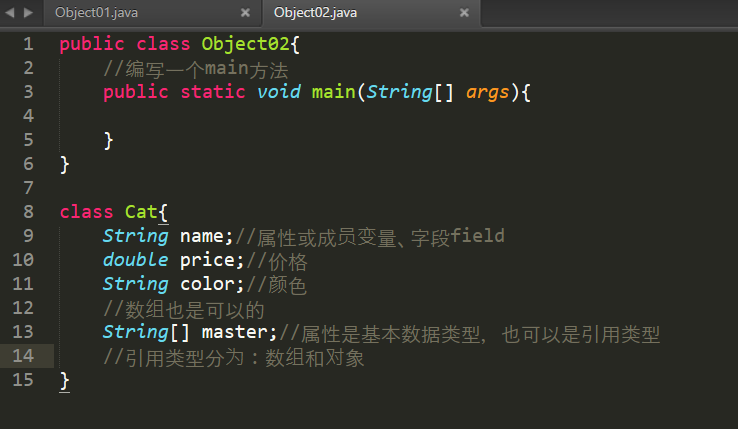 Object01.java
Object02.java
1 public class Object02{
2 //编写一个main方法
3 public static void main(String[] args){
4
5 }
6 }
7
8 class Cat{
9 String name;//属性或成员变量、字段field
10 double price;//价格
11 String color;//颜色
12 //数组也是可以的
13 String[] master;//属性是基本数据类型，也可以是引用类型
14 //引用类型分为：数组和对象
15 }